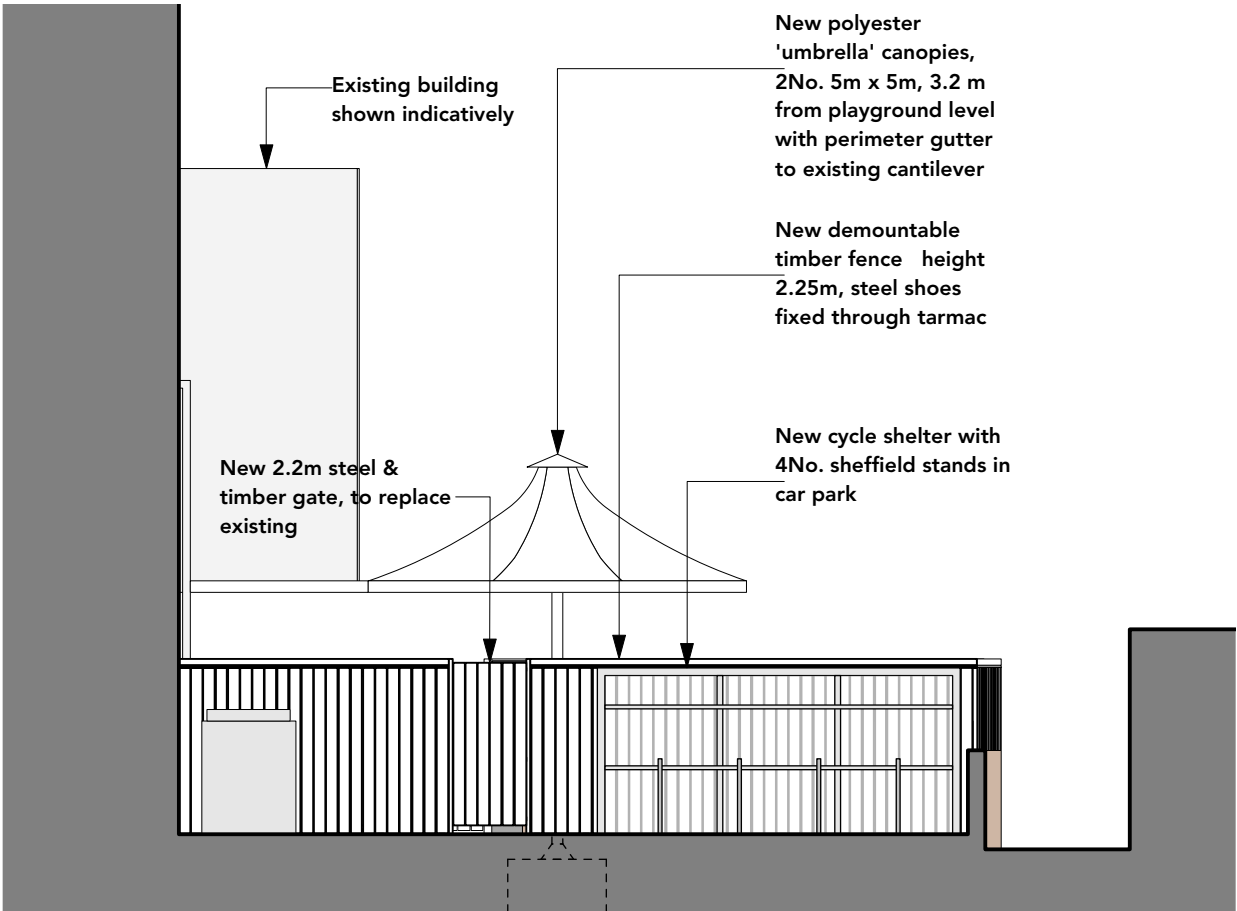 Existing building
shown indicatively
New polyester
'umbrella' canopies,
2No. 5m x 5m, 3.2 m
from playground level
with perimeter gutter
to existing cantilever
New demountable
timber fence   height
2.25m, steel shoes
fixed through tarmac
New 2.2m steel &
timber gate, to replace
existing
New cycle shelter with
4No. sheffield stands in
car park